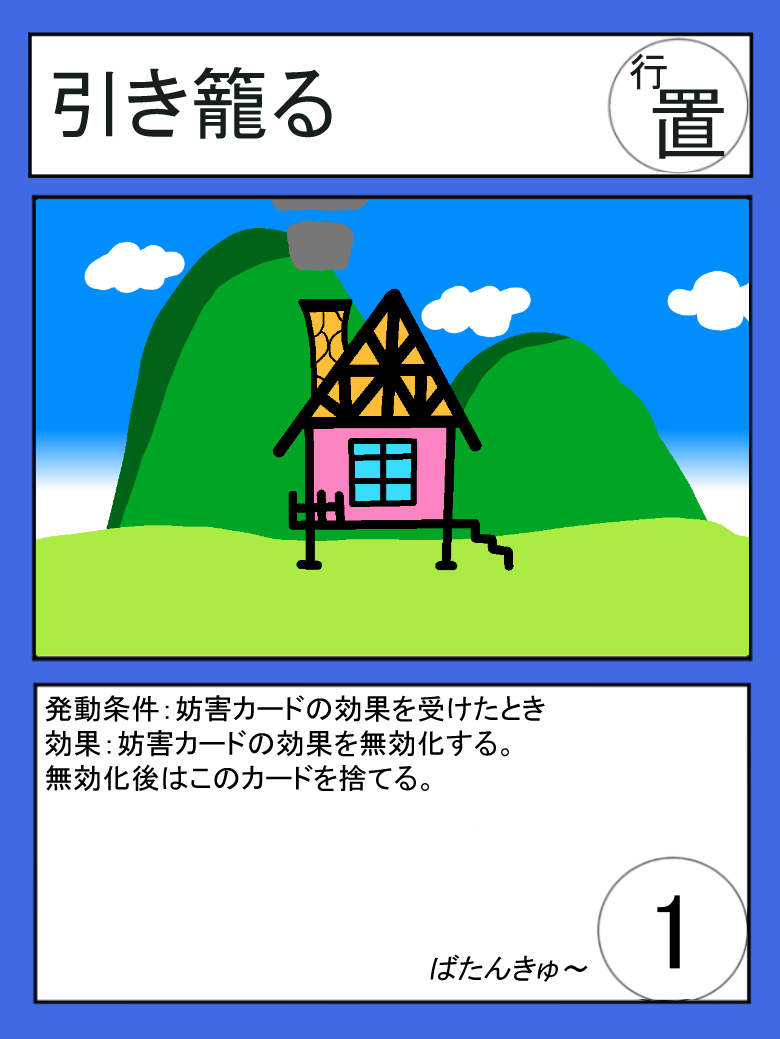 引き籠る
行
置
発動条件：妨害カードの効果を受けたとき
効果：妨害カードの効果を無効化する。
無効化後はこのカードを捨てる。
1
ばたんきゅ～